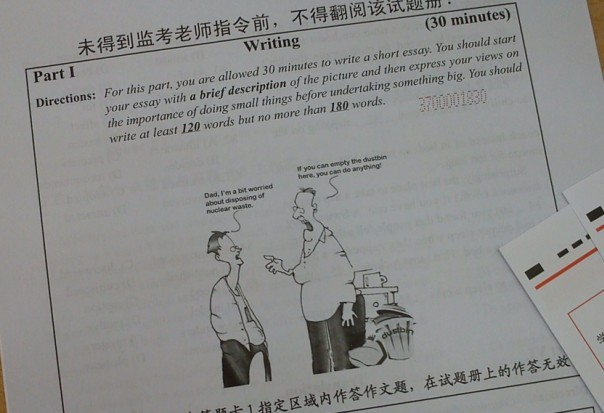 未得到监考老师指令前，不得翻阅该试题册！
Part I
Writing
(30 minutes)
Directions: For this part, you are allowed 30 minutes to write a short essay. You should start
your essay with a brief description of the picture and then express your views on
the importance of doing small things before undertaking something big. You should
write at least 120 words but no more than 180 words.
3700001830
Dad, I'm a bit worried
about disposing of
nuclear waste.
If you can empty the dustbin
here, you can do anything!
dustbin
答题卡1指定区域内作答作文题，在试题册上的作答无效